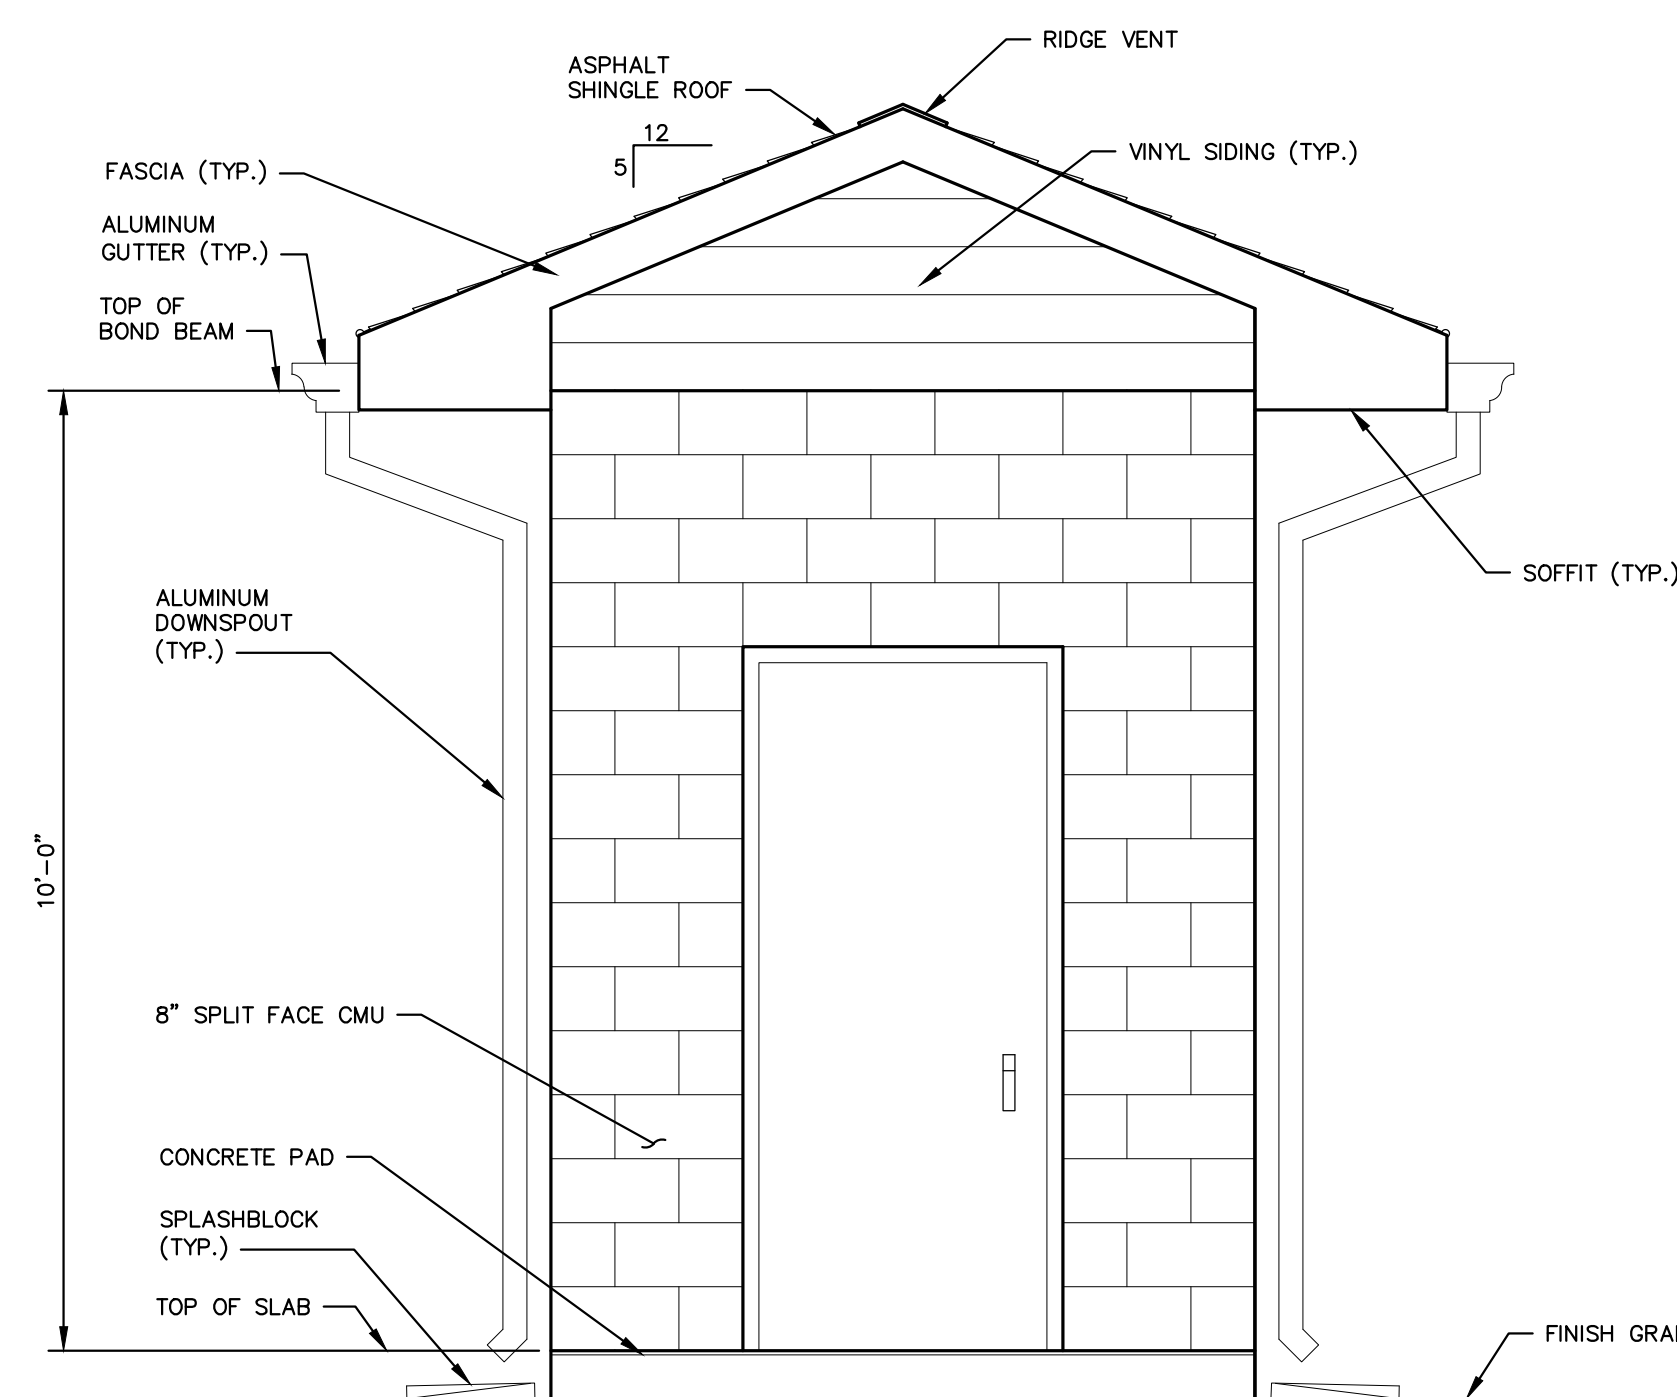 RIDGE VENT
ASPHALT
SHINGLE ROOF
12
5
VINYL SIDING (TYP.)
FASCIA (TYP.)
ALUMINUM
GUTTER (TYP.)
TOP OF
BOND BEAM
SOFFIT (TYP.)
ALUMINUM
DOWNSPOUT
(TYP.)
10'-0"
8" SPLIT FACE CMU
CONCRETE PAD
SPLASHBLOCK
(TYP.)
TOP OF SLAB
FINISH